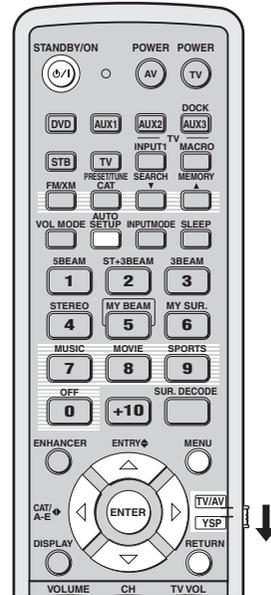 STANDBY/ON POWER POWER
AV TV
DOCK
DVD AUX1 AUX2 AUX3
TV
INPUT1 MACRO
STB TV
PRESET/TUNE SEARCH MEMORY
FM/XM CAT
AUTO
VOL MODE SETUP INPUTMODE SLEEP
5BEAM ST+3BEAM 3BEAM
1 2 3
STEREO MY BEAM MY SUR.
4 5 6
MUSIC MOVIE SPORTS
7 8 9
OFF SUR. DECODE
0 +10
ENHANCER ENTRY MENU
CAT/
A-E
ENTER
TV/AV
YSP
DISPLAY RETURN
VOLUME CH TV VOL